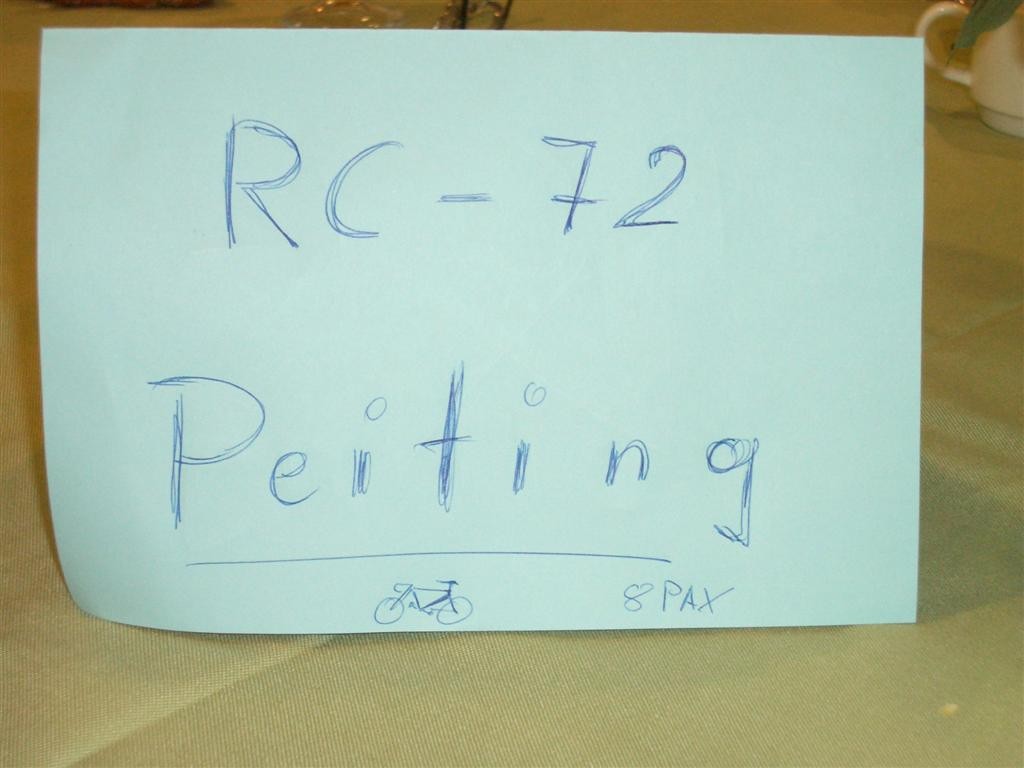 RC-72
Peiting
8 PAX